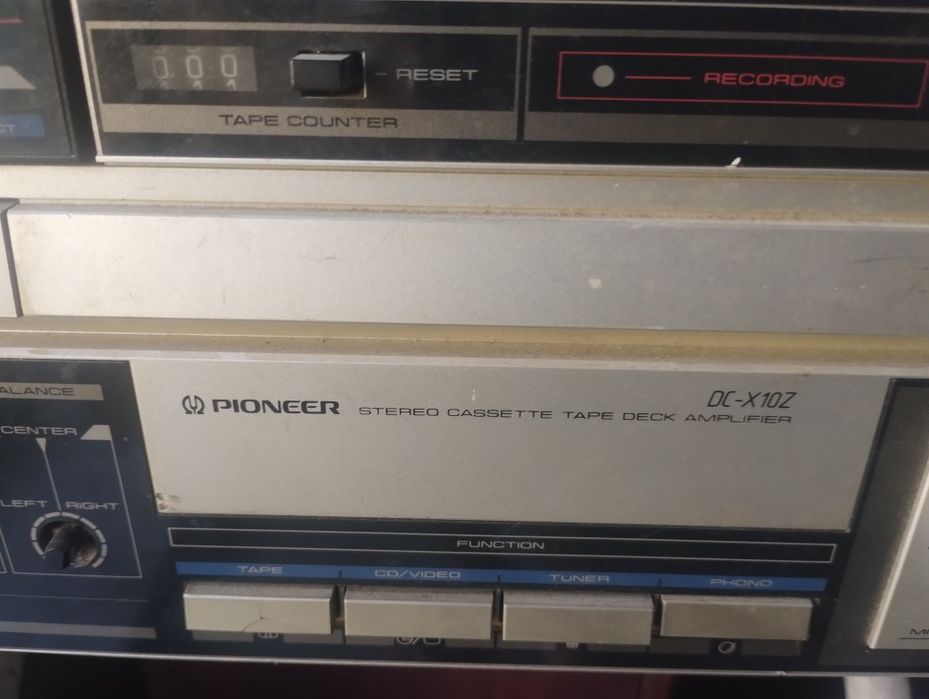 000
RESET
RECORDING
TAPE COUNTER
CT
ALANCE
PIONEER STEREO CASSETTE TAPE DECK AMPLIFIER
DC-X10Z
CENTER
LEFT RIGHT
FUNCTION
TAPE CD/VIDEO TUNER PHONO